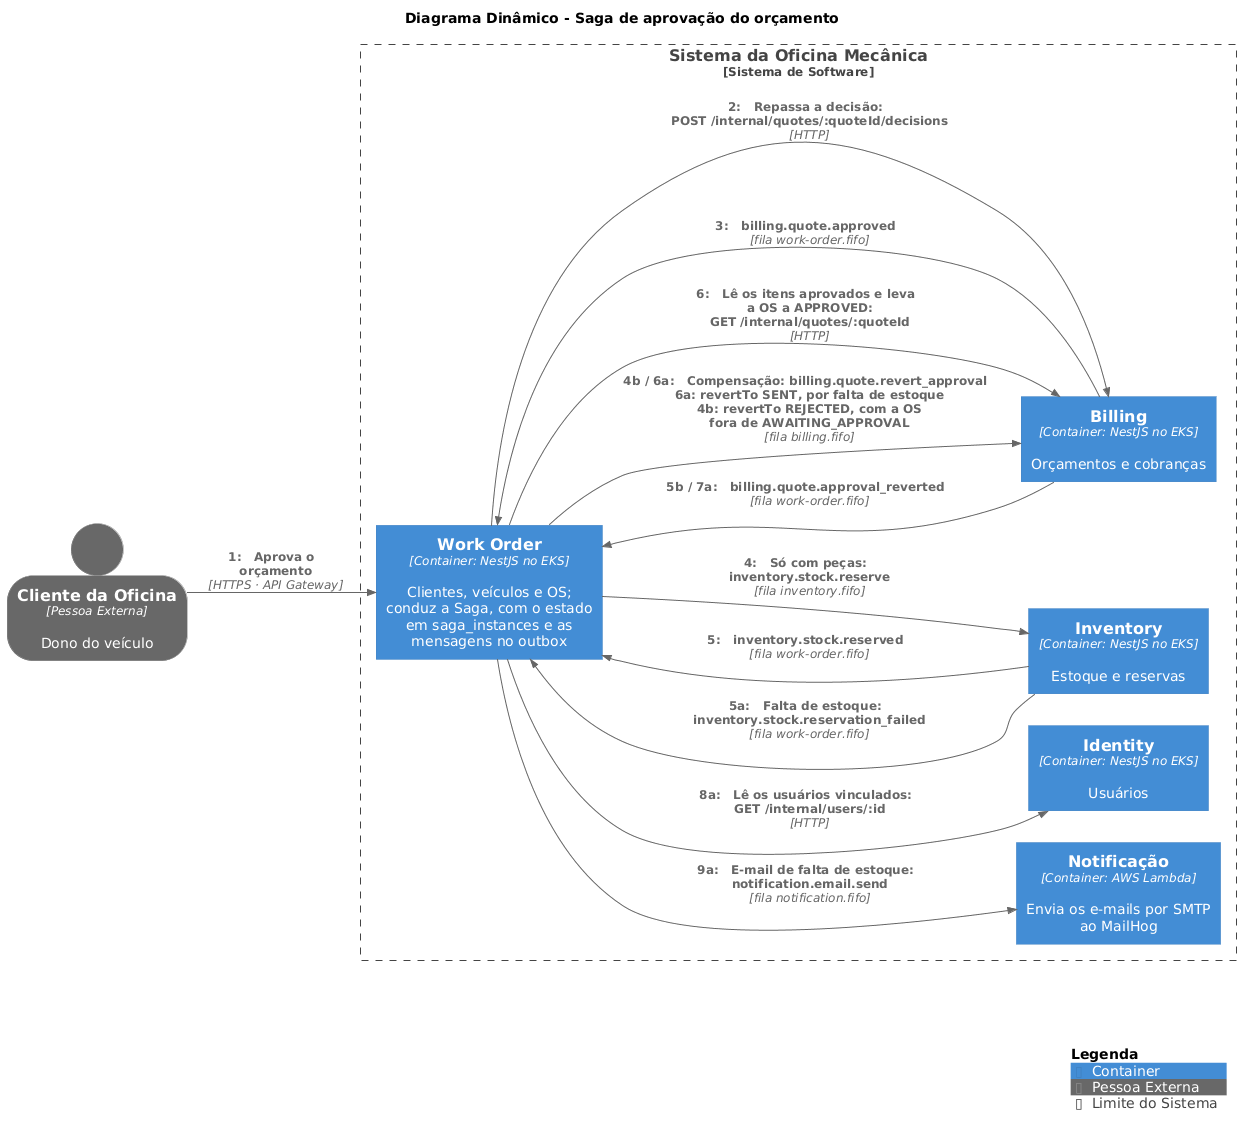 Diagrama Dinâmico - Saga de aprovação do orçamento
Sistema da Oficina Mecânica
[Sistema de Software]
2: Repassa a decisão:
POST /internal/quotes/:quoteId/decisions
[HTTP]
3: billing.quote.approved
[fila work-order.fifo]
6: Lê os itens aprovados e leva
a OS a APPROVED:
GET /internal/quotes/:quoteId
[HTTP]
4b / 6a: Compensação: billing.quote.revert_approval
6a: revertTo SENT, por falta de estoque
4b: revertTo REJECTED, com a OS
fora de AWAITING_APPROVAL
[fila billing.fifo]
Billing
[Container: NestJS no EKS]
Orçamentos e cobranças
5b / 7a: billing.quote.approval_reverted
[fila work-order.fifo]
Cliente da Oficina
[Pessoa Externa]
Dono do veículo
1: Aprova o
orçamento
[HTTPS · API Gateway]
Work Order
[Container: NestJS no EKS]
Clientes, veículos e OS;
conduz a Saga, com o estado
em saga_instances e as
mensagens no outbox
4: Só com peças:
inventory.stock.reserve
[fila inventory.fifo]
5: inventory.stock.reserved
[fila work-order.fifo]
Inventory
[Container: NestJS no EKS]
Estoque e reservas
5a: Falta de estoque:
inventory.stock.reservation_failed
[fila work-order.fifo]
Identity
[Container: NestJS no EKS]
Usuários
8a: Lê os usuários vinculados:
GET /internal/users/:id
[HTTP]
9a: E-mail de falta de estoque:
notification.email.send
[fila notification.fifo]
Notificação
[Container: AWS Lambda]
Envia os e-mails por SMTP
ao MailHog
Legenda
Container
Pessoa Externa
Limite do Sistema